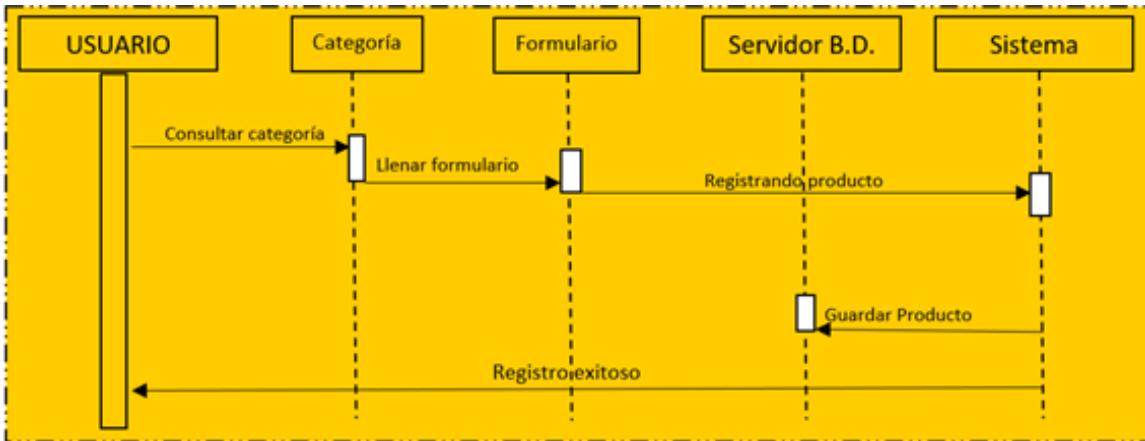 USUARIO
Categoría
Formulario
Servidor B.D.
Sistema
Consultar categoría
Llenar formulario
Registrando producto
Guardar Producto
Registro exitoso